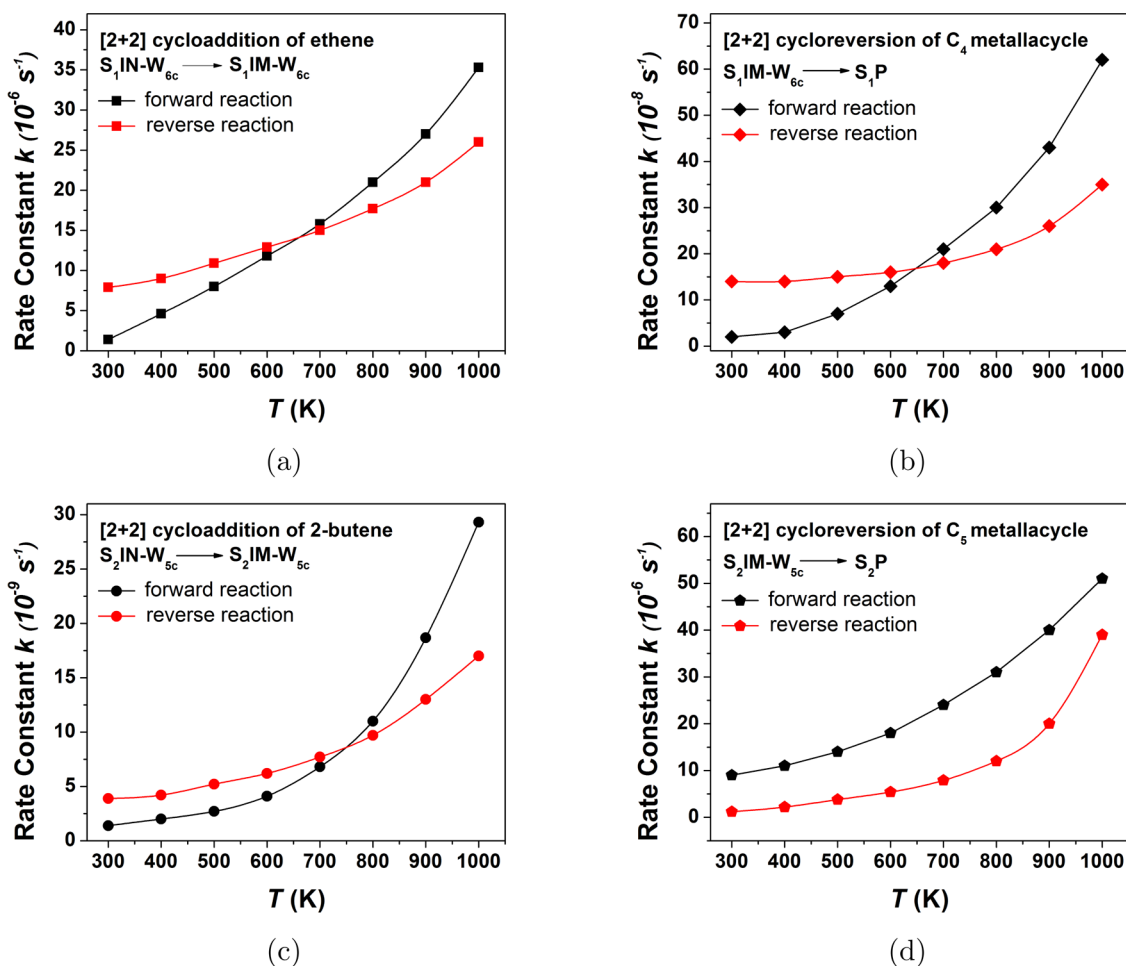 [2+2] cycloaddition of ethene
S₁IN-W₆c → S₁IM-W₆c
forward reaction
reverse reaction
Rate Constant k (10⁻⁶ s⁻¹)
40
35
30
25
20
15
10
5
0
300 400 500 600 700 800 900 1000
T (K)
(a)
[2+2] cycloreversion of C₄ metallacycle
S₁IM-W₆c → S₁P
forward reaction
reverse reaction
Rate Constant k (10⁻⁸ s⁻¹)
70
60
50
40
30
20
10
0
300 400 500 600 700 800 900 1000
T (K)
(b)
[2+2] cycloaddition of 2-butene
S₂IN-W₅c → S₂IM-W₅c
forward reaction
reverse reaction
Rate Constant k (10⁻⁹ s⁻¹)
30
25
20
15
10
5
0
300 400 500 600 700 800 900 1000
T (K)
(c)
[2+2] cycloreversion of C₅ metallacycle
S₂IM-W₅c → S₂P
forward reaction
reverse reaction
Rate Constant k (10⁻⁶ s⁻¹)
60
50
40
30
20
10
0
300 400 500 600 700 800 900 1000
T (K)
(d)